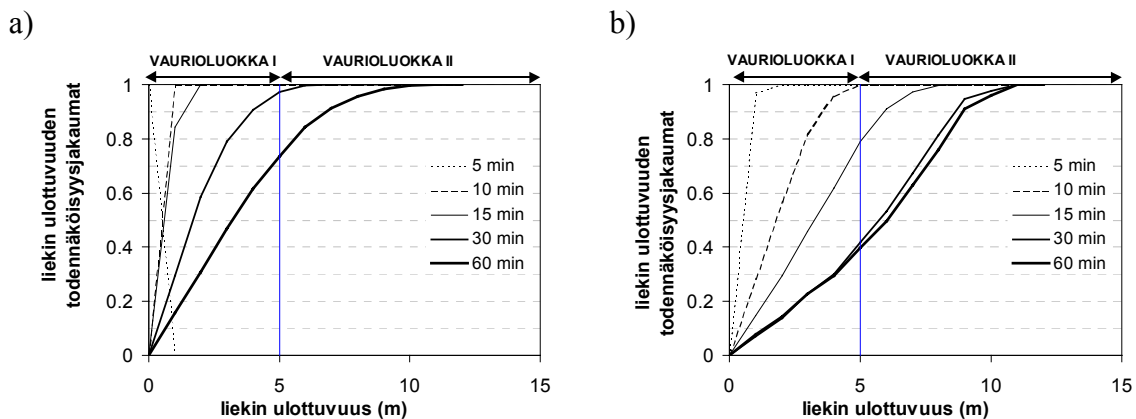 a)
VAURIOLUOKKA I
VAURIOLUOKKA II
liekin ulottuvuuden
todennäköisyysjakaumat
1
0.8
0.6
0.4
0.2
0
5 min
10 min
15 min
30 min
60 min
0
5
10
15
liekin ulottuvuus (m)
b)
VAURIOLUOKKA I
VAURIOLUOKKA II
liekin ulottuvuuden
todennäköisyysjakaumat
1
0.8
0.6
0.4
0.2
0
5 min
10 min
15 min
30 min
60 min
0
5
10
15
liekin ulottuvuus (m)